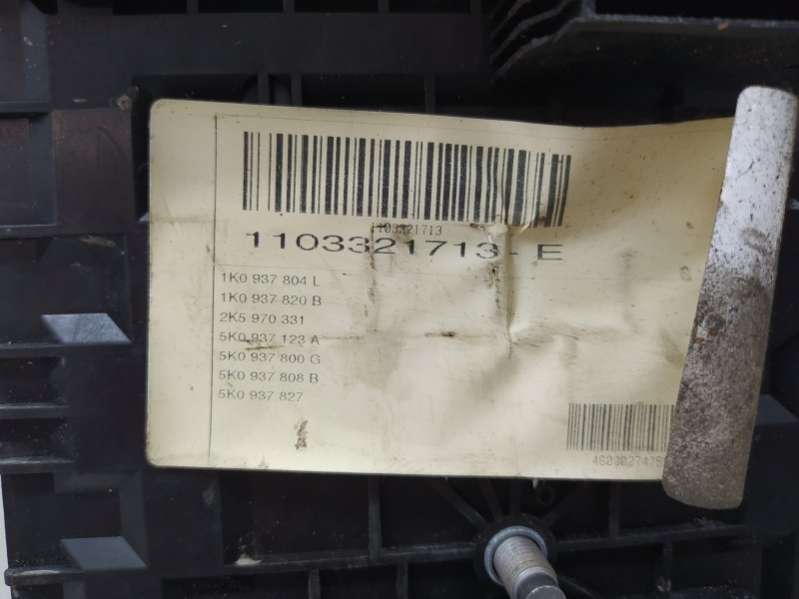 1103321713
1103321713- E
1K0 937 804 L
1K0 937 820 B
2K5 970 331
5K0 937 123 A
5K0 937 800 G
5K0 937 808 B
5K0 937 827